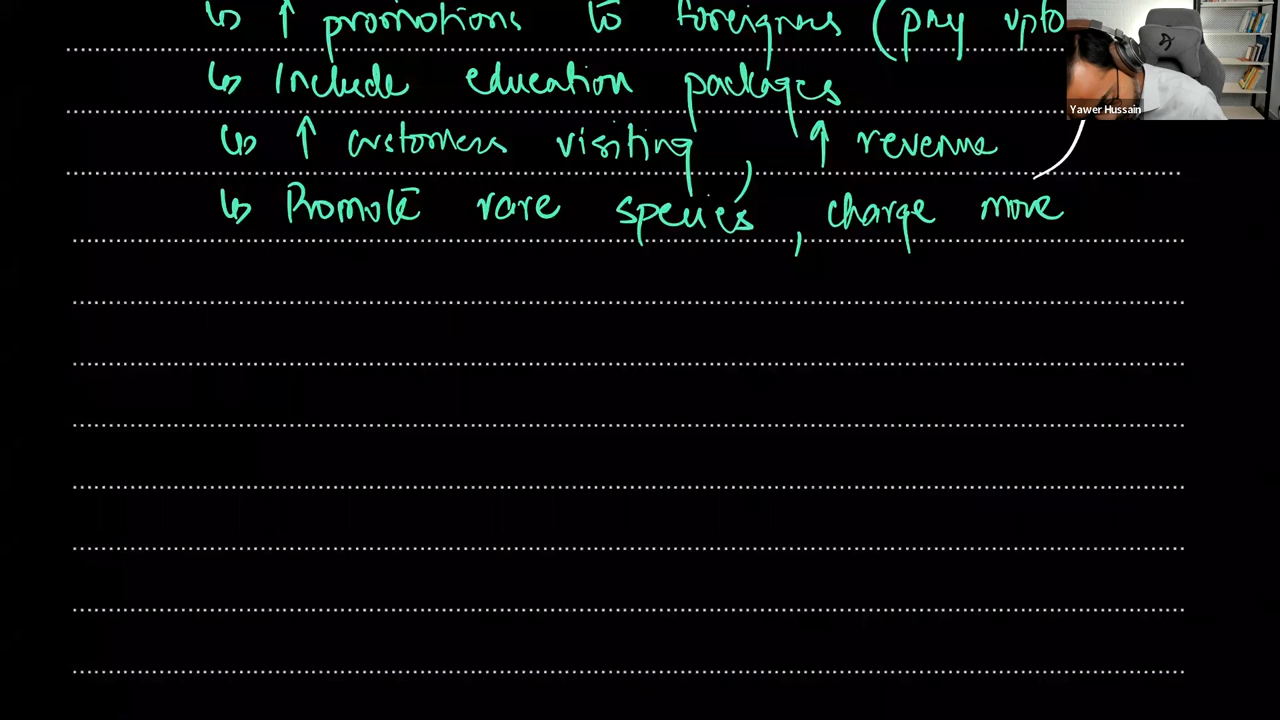 ↳ ↑ promotions to foreigners (pay upto
↳ Include education packages
↳ ↑ customers visiting, ↑ revenue
↳ Promote rare species, charge more
Yawer Hussain